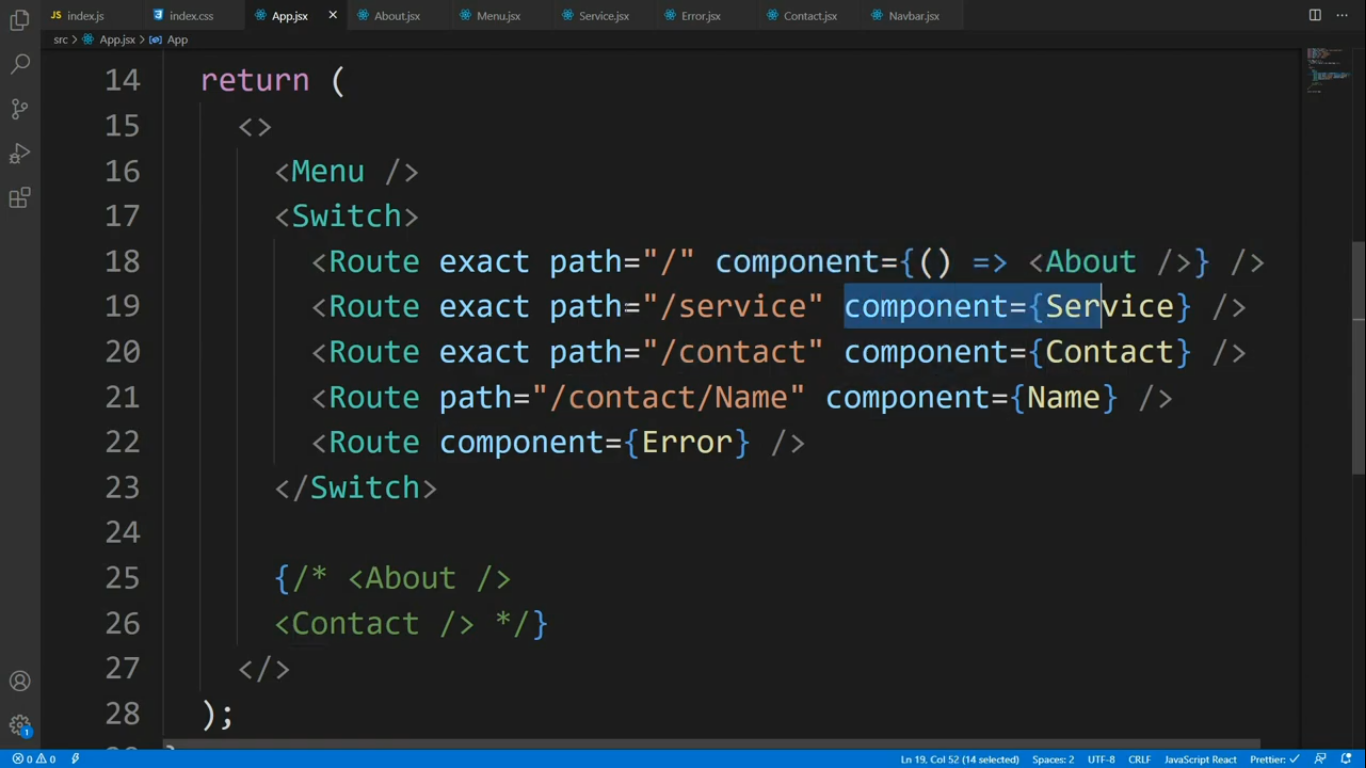 index.js index.css App.jsx About.jsx Menu.jsx Service.jsx Error.jsx Contact.jsx Navbar.jsx
src > App.jsx > App
14 return (
15 <>
16 <Menu />
17 <Switch>
18 <Route exact path="/" component={() => <About />} />
19 <Route exact path="/service" component={Service} />
20 <Route exact path="/contact" component={Contact} />
21 <Route path="/contact/Name" component={Name} />
22 <Route component={Error} />
23 </Switch>
24
25 {/* <About />
26 <Contact /> */}
27 </>
28 );
0 0 Ln 19, Col 52 (14 selected) Spaces: 2 UTF-8 CRLF JavaScript React Prettier: ✓